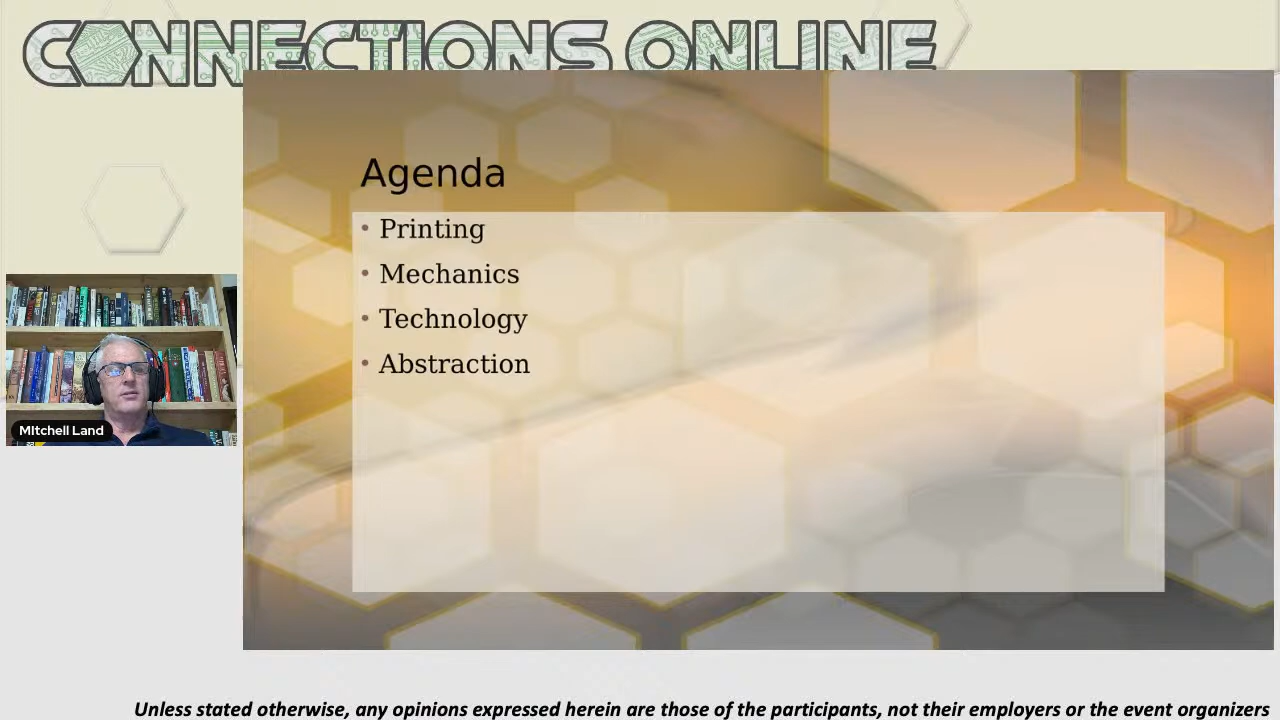 CONNECTIONS ONLINE
Agenda
• Printing
• Mechanics
• Technology
• Abstraction
MItchell Land
Unless stated otherwise, any opinions expressed herein are those of the participants, not their employers or the event organizers